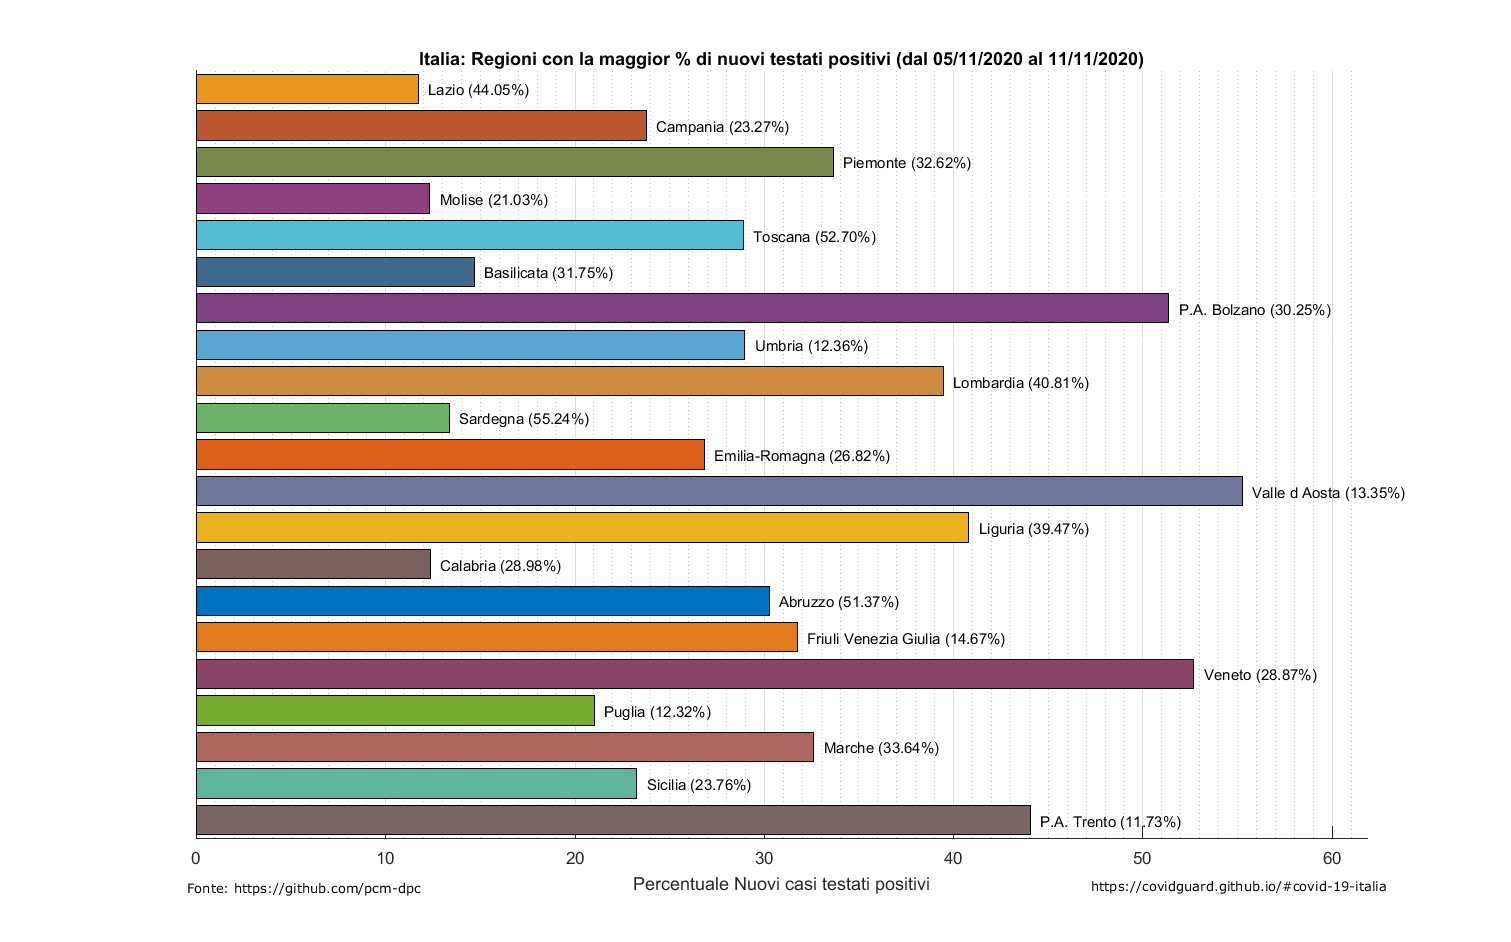 Italia: Regioni con la maggior % di nuovi testati positivi (dal 05/11/2020 al 11/11/2020)
Lazio (44.05%)
Campania (23.27%)
Piemonte (32.62%)
Molise (21.03%)
Toscana (52.70%)
Basilicata (31.75%)
P.A. Bolzano (30.25%)
Umbria (12.36%)
Lombardia (40.81%)
Sardegna (55.24%)
Emilia-Romagna (26.82%)
Valle d Aosta (13.35%)
Liguria (39.47%)
Calabria (28.98%)
Abruzzo (51.37%)
Friuli Venezia Giulia (14.67%)
Veneto (28.87%)
Puglia (12.32%)
Marche (33.64%)
Sicilia (23.76%)
P.A. Trento (11.73%)
0 10 20 30 40 50 60
Percentuale Nuovi casi testati positivi
Fonte: https://github.com/pcm-dpc
https://covidguard.github.io/#covid-19-italia